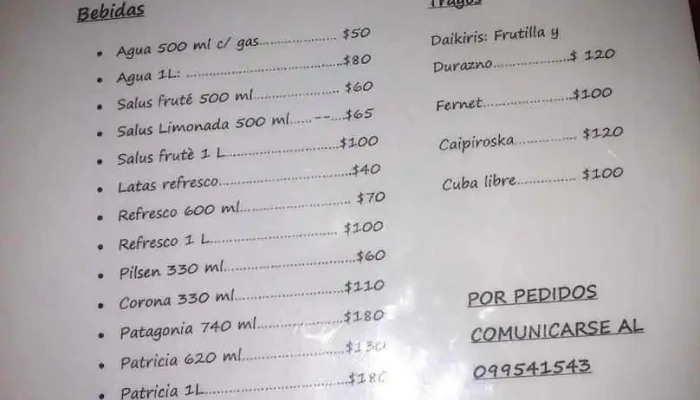 Bebidas
Agua 500 ml c/ gas..................... $50
Agua 1L: ..........................................$80
Salus fruté 500 ml........................ $60
Salus Limonada 500 ml......--....$65
Salus frutè 1 L.............................$100
Latas refresco..................................$40
Refresco 600 ml............................ $70
Refresco 1 L................................ $100
Pilsen 330 ml..................................$60
Corona 330 ml............................$110
Patagonia 740 ml......................$180
Patricia 620 ml..........................$130
Patricia 1L.................................
Tragos
Daikiris: Frutilla y
Durazno...................$ 120
Fernet.......................$100
Caipiroska............... $120
Cuba libre............... $100
POR PEDIDOS
COMUNICARSE AL
099541543